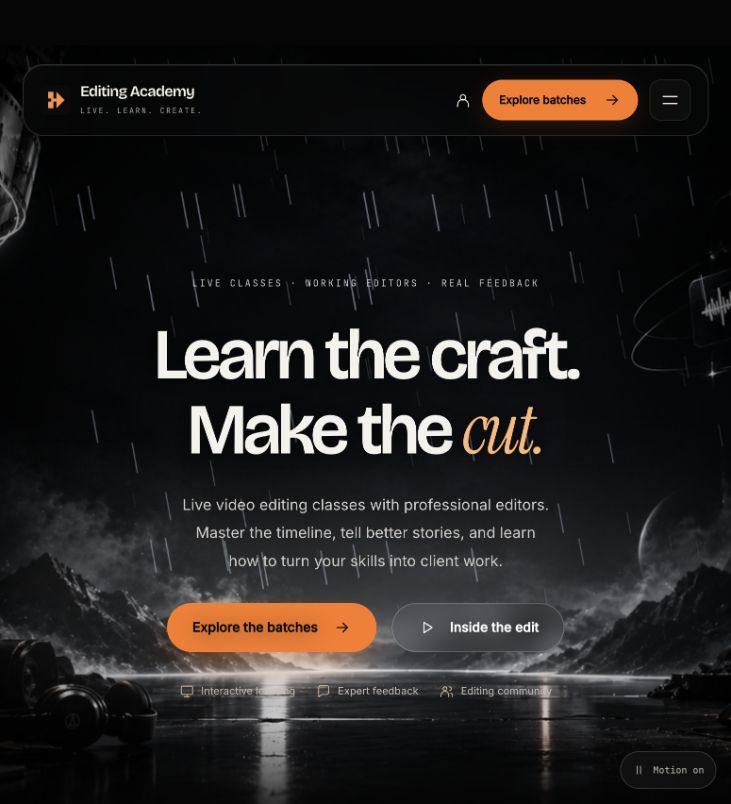 Editing Academy
LIVE. LEARN. CREATE.
Explore batches
LIVE CLASSES · WORKING EDITORS · REAL FEEDBACK
Learn the craft.
Make the cut.
Live video editing classes with professional editors.
Master the timeline, tell better stories, and learn
how to turn your skills into client work.
Explore the batches
Inside the edit
Interactive learning
Expert feedback
Editing community
Motion on